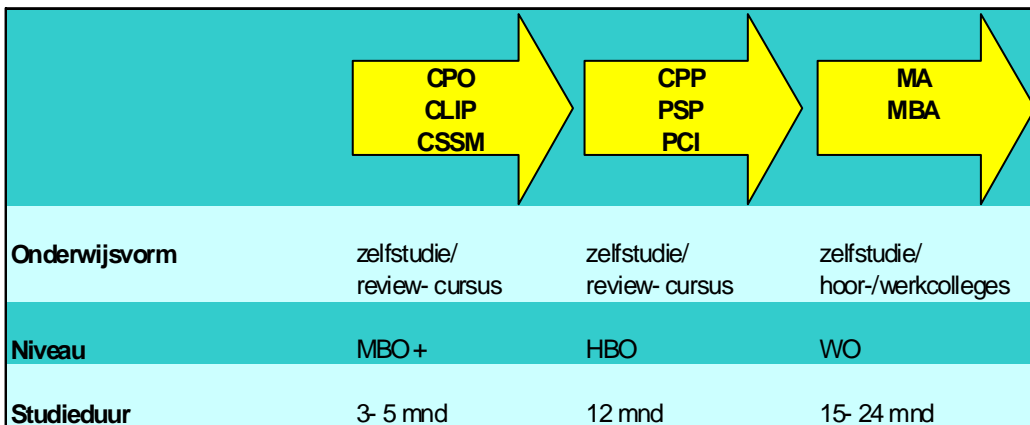 CPO
CLIP
CSSM
CPP
PSP
PCI
MA
MBA
Onderwijsvorm
zelfstudie/
review- cursus
zelfstudie/
review- cursus
zelfstudie/
hoor-/werkcolleges
Niveau MBO + HBO WO
Studieduur 3- 5 mnd 12 mnd 15- 24 mnd